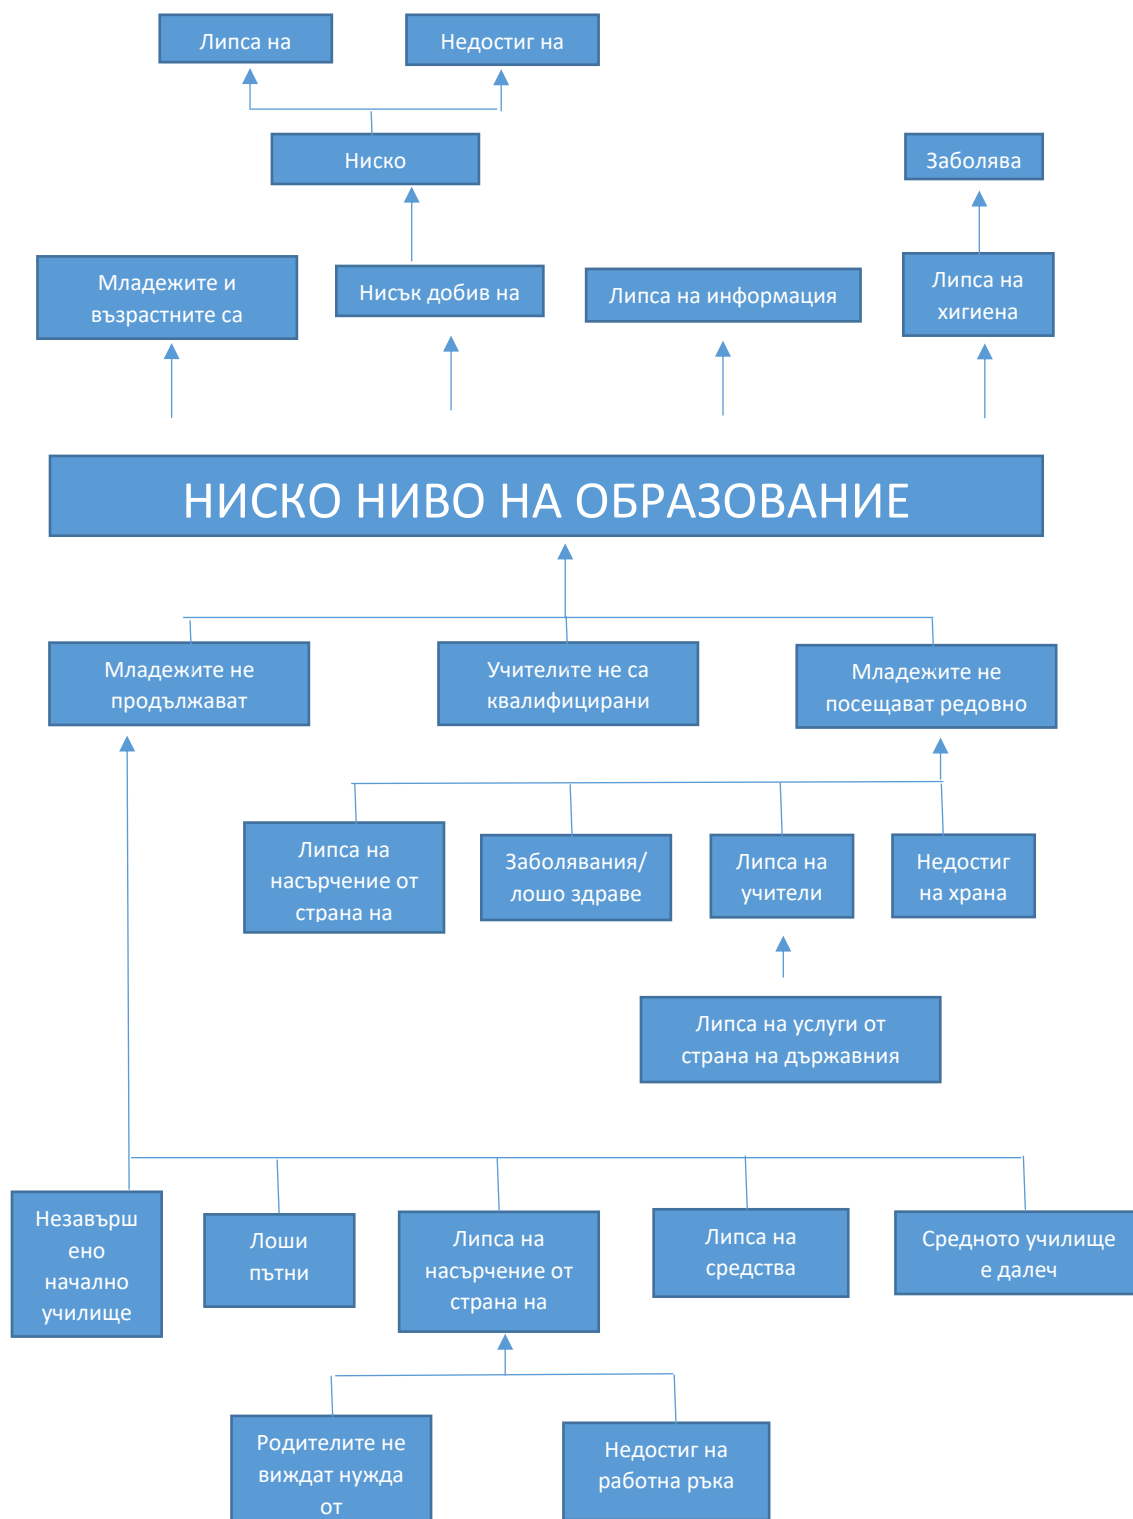 Липса на
Недостиг на
Ниско
Заболява
Младежите и
възрастните са
Нисък добив на
Липса на информация
Липса на
хигиена
НИСКО НИВО НА ОБРАЗОВАНИЕ
Младежите не
продължават
Учителите не са
квалифицирани
Младежите не
посещават редовно
Липса на
насърчение от
страна на
Заболявания/
лошо здраве
Липса на
учители
Недостиг
на храна
Липса на услуги от
страна на държавния
Незавърш
ено
начално
училище
Лоши
пътни
Липса на
насърчение от
страна на
Липса на
средства
Средното училище
е далеч
Родителите не
виждат нужда
от
Недостиг на
работна ръка